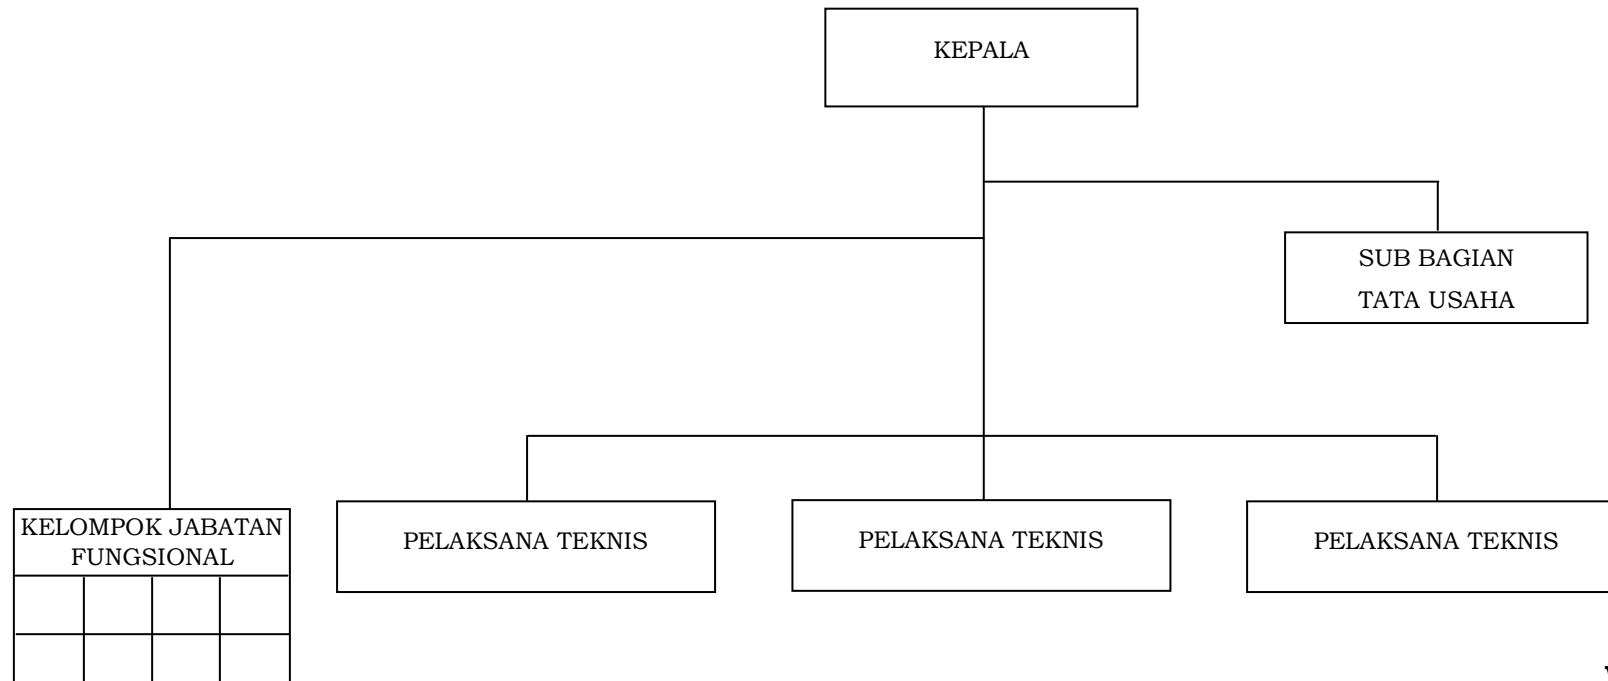 KEPALA
SUB BAGIAN
TATA USAHA
KELOMPOK JABATAN
FUNGSIONAL
PELAKSANA TEKNIS
PELAKSANA TEKNIS
PELAKSANA TEKNIS